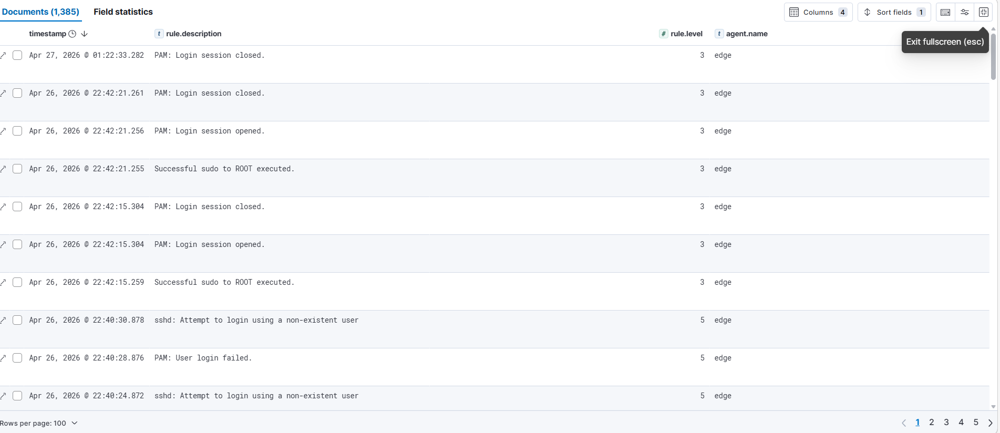 Documents (1,385) Field statistics Columns 4 Sort fields 1
timestamp t rule.description # rule.level t agent.name
Exit fullscreen (esc)
Apr 27, 2026 @ 01:22:33.282 PAM: Login session closed. 3 edge
Apr 26, 2026 @ 22:42:21.261 PAM: Login session closed. 3 edge
Apr 26, 2026 @ 22:42:21.256 PAM: Login session opened. 3 edge
Apr 26, 2026 @ 22:42:21.255 Successful sudo to ROOT executed. 3 edge
Apr 26, 2026 @ 22:42:15.304 PAM: Login session closed. 3 edge
Apr 26, 2026 @ 22:42:15.304 PAM: Login session opened. 3 edge
Apr 26, 2026 @ 22:42:15.259 Successful sudo to ROOT executed. 3 edge
Apr 26, 2026 @ 22:40:30.878 sshd: Attempt to login using a non-existent user 5 edge
Apr 26, 2026 @ 22:40:28.876 PAM: User login failed. 5 edge
Apr 26, 2026 @ 22:40:24.872 sshd: Attempt to login using a non-existent user 5 edge
Rows per page: 100 1 2 3 4 5